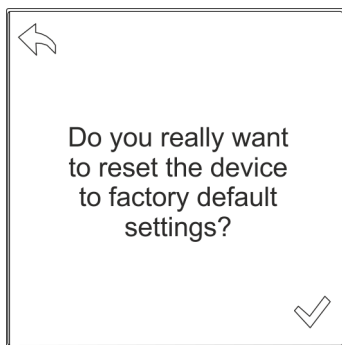 Do you really want
to reset the device
to factory default
settings?